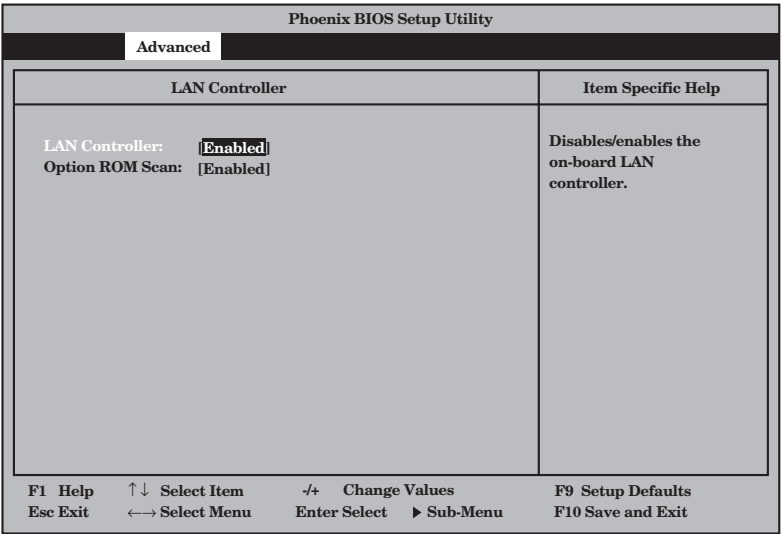 Phoenix BIOS Setup Utility
Advanced
LAN Controller
Item Specific Help
LAN Controller: [Enabled]
Option ROM Scan: [Enabled]
Disables/enables the
on-board LAN
controller.
F1 Help ↑↓ Select Item -/+ Change Values F9 Setup Defaults
Esc Exit ←→ Select Menu Enter Select ▶ Sub-Menu F10 Save and Exit